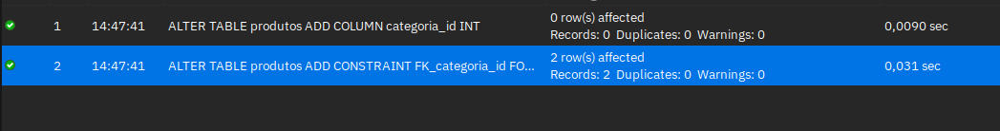 1 14:47:41 ALTER TABLE produtos ADD COLUMN categoria_id INT 0 row(s) affected 0,0090 sec
Records: 0 Duplicates: 0 Warnings: 0
2 14:47:41 ALTER TABLE produtos ADD CONSTRAINT FK_categoria_id FO... 2 row(s) affected 0,031 sec
Records: 2 Duplicates: 0 Warnings: 0